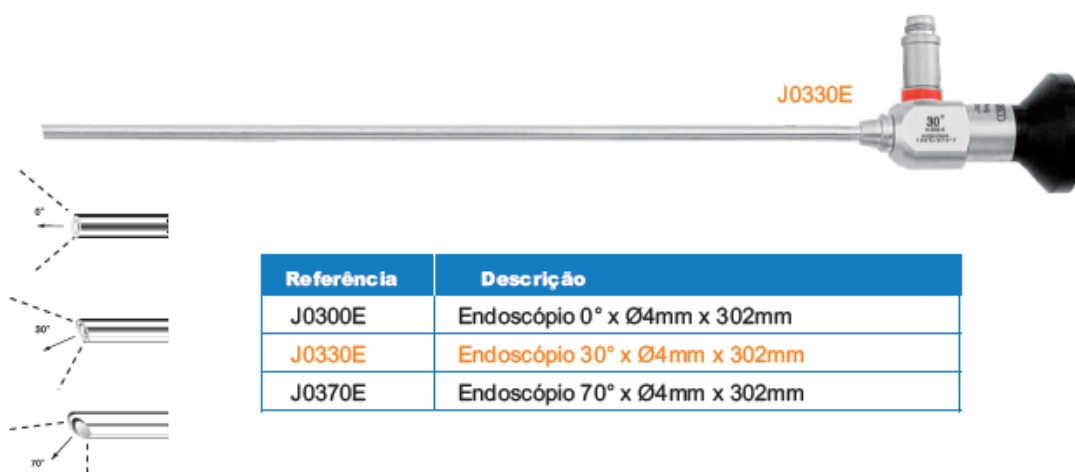 J0330E
30°
0°
30°
70°
Referência Descrição
J0300E Endoscópio 0° x Ø4mm x 302mm
J0330E Endoscópio 30° x Ø4mm x 302mm
J0370E Endoscópio 70° x Ø4mm x 302mm